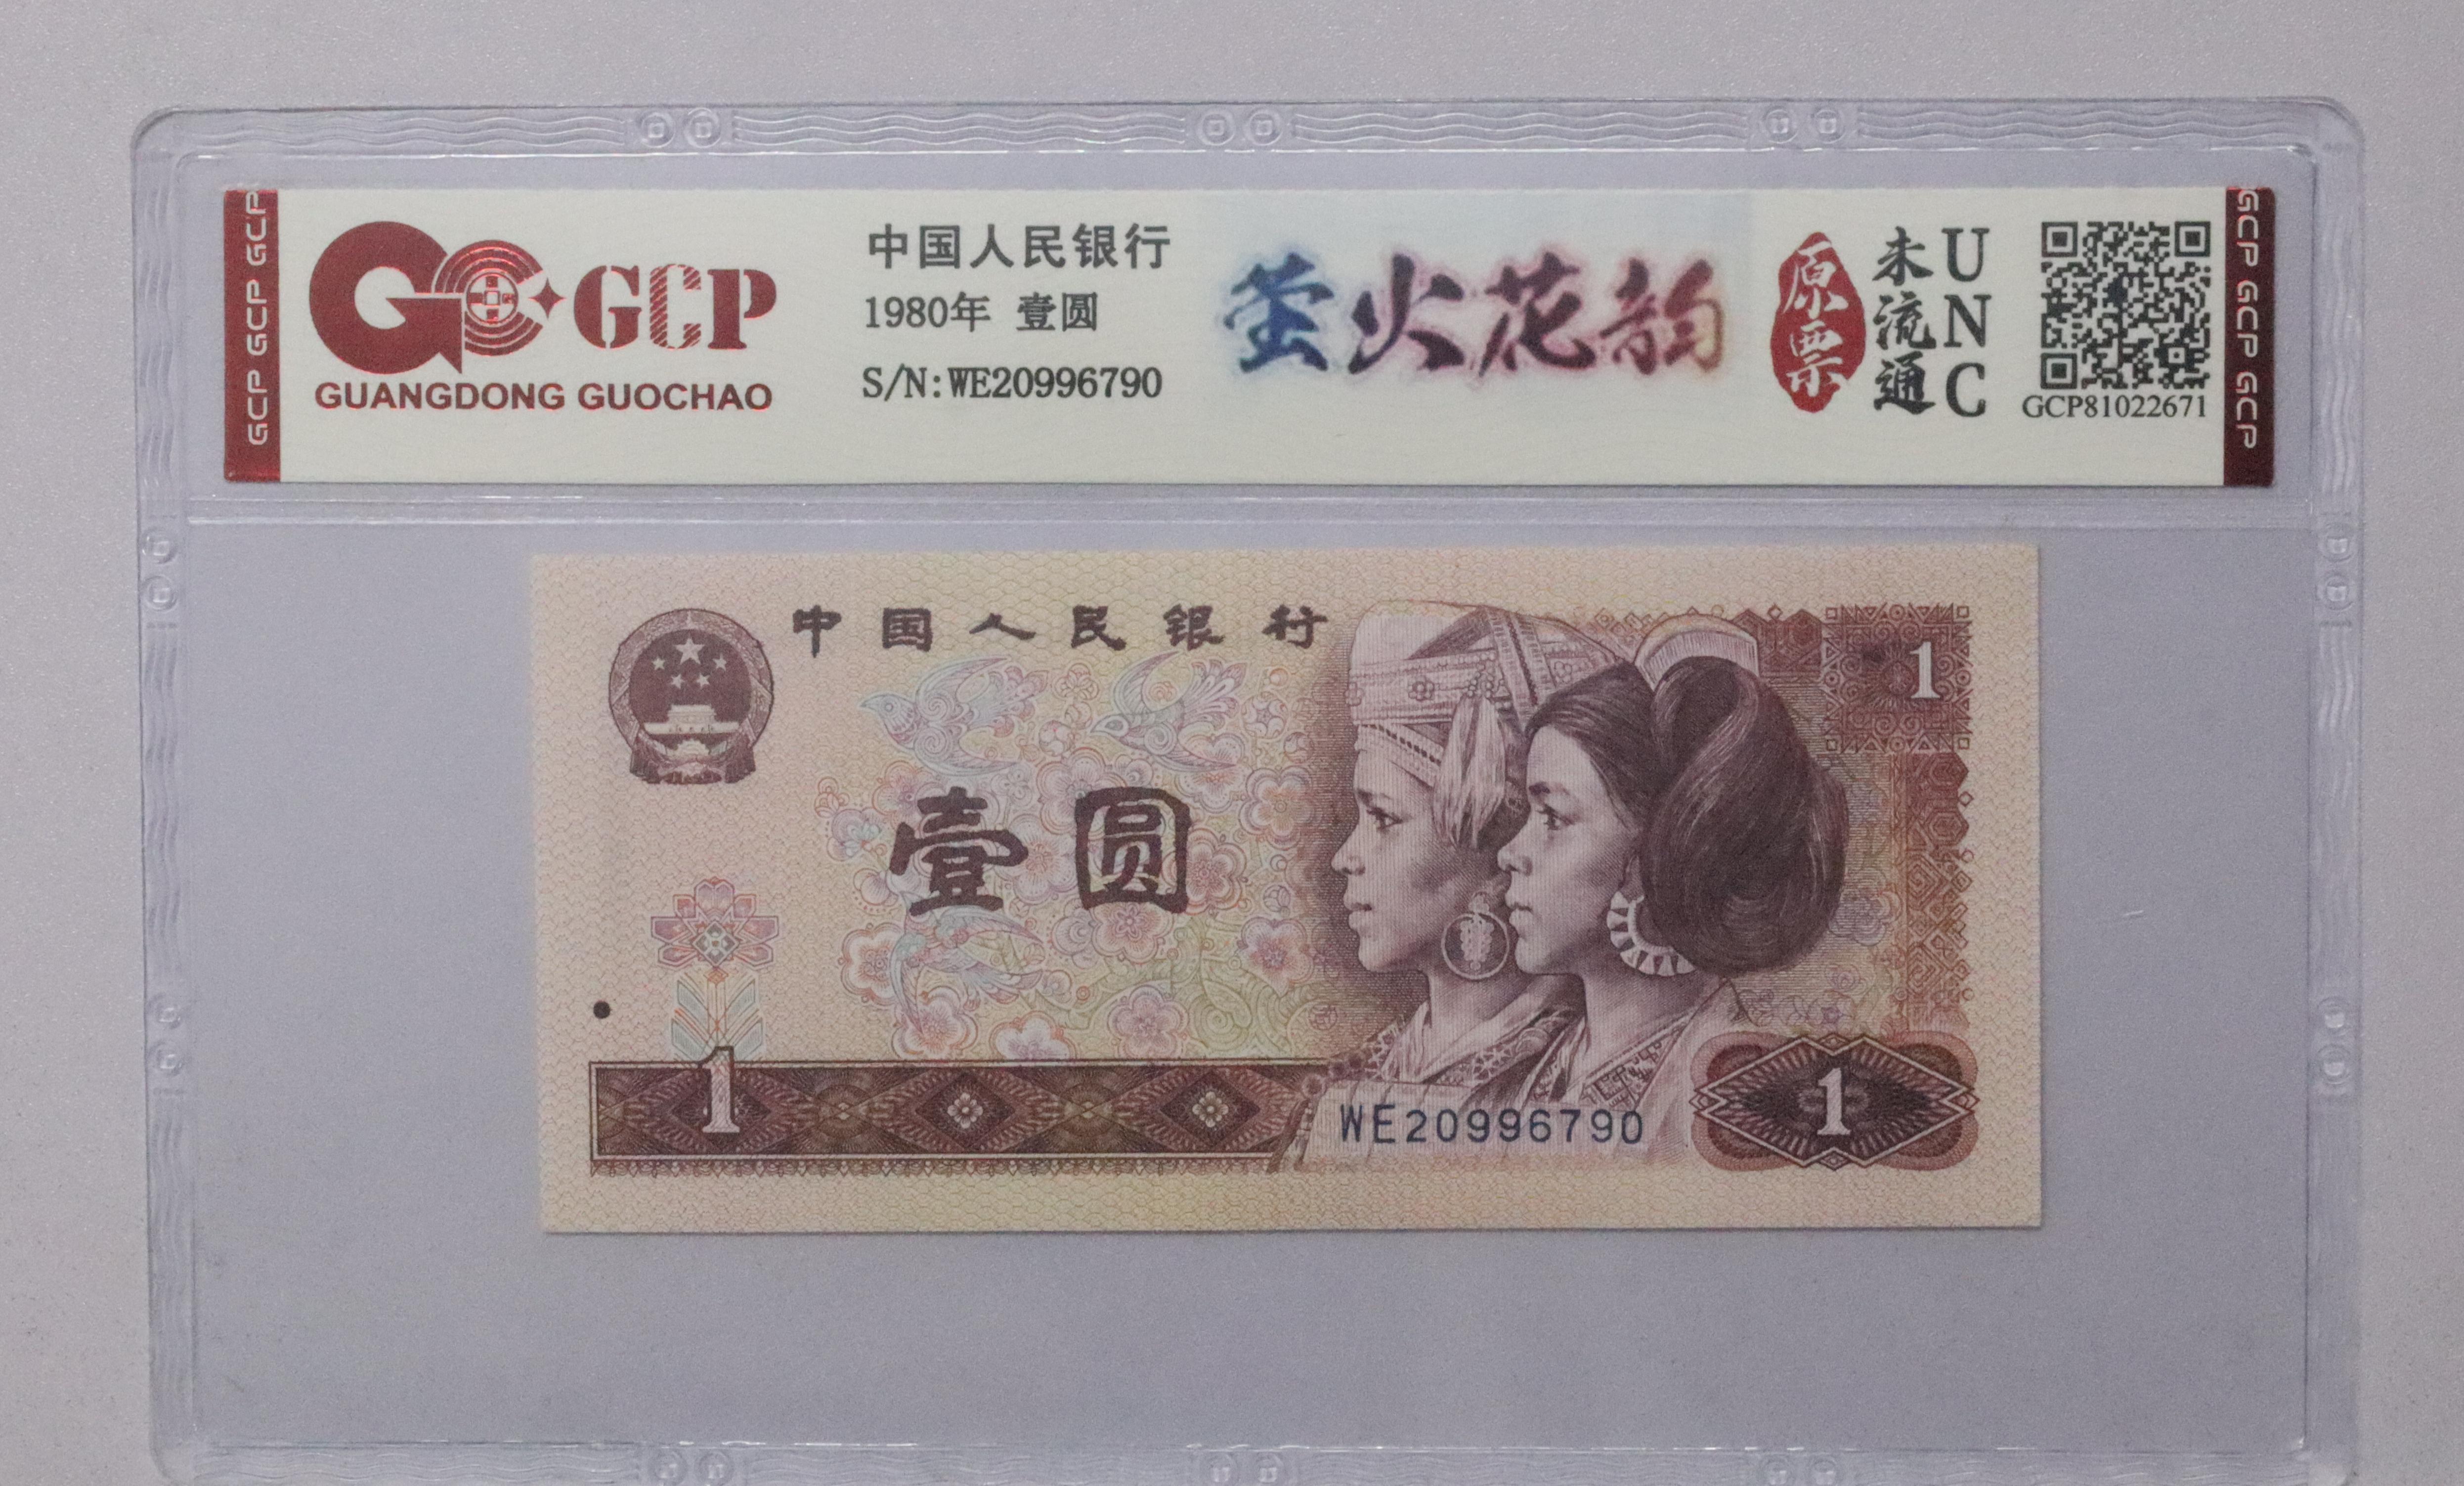 GCP GCP GCP
GCP
GUANGDONG GUOCHAO
中国人民银行
1980年 壹圆
S/N:WE20996790
萤火花韵
原票
未流通
UNC
GCP81022671
GCP GCP GCP
中国人民银行
1
壹圆
1
WE20996790
1